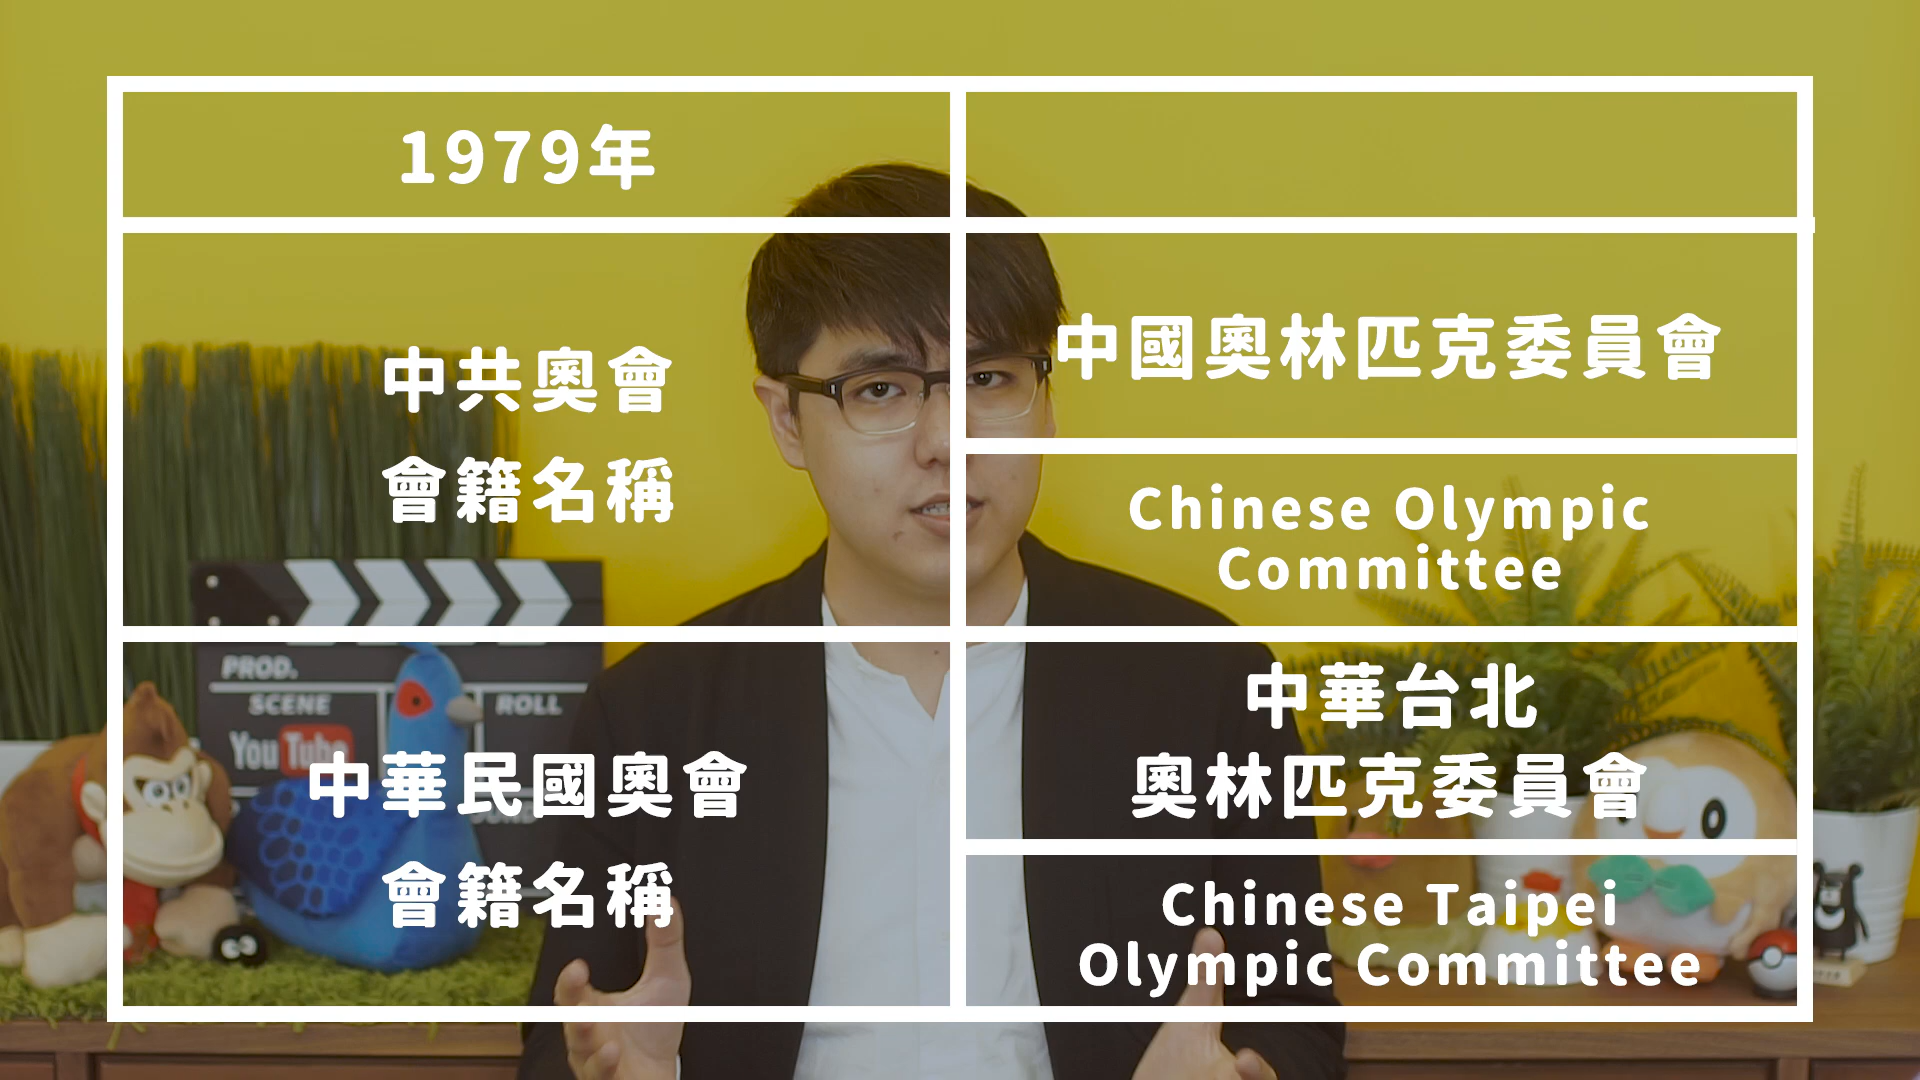 1979年
中共奧會
會籍名稱
中國奧林匹克委員會
Chinese Olympic
Committee
中華民國奧會
會籍名稱
中華台北
奧林匹克委員會
Chinese Taipei
Olympic Committee
PROD.
SCENE
ROLL
YouTube